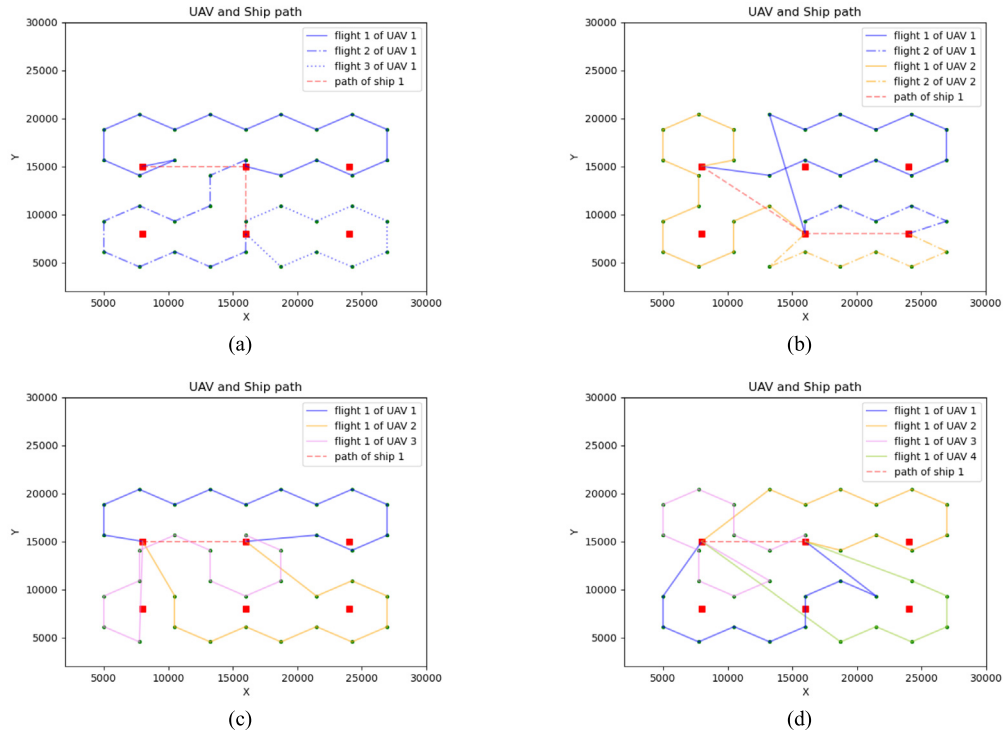 UAV and Ship path
30000
25000
20000
15000
10000
5000
Y
5000 10000 15000 20000 25000 30000
X
flight 1 of UAV 1
flight 2 of UAV 1
flight 3 of UAV 1
path of ship 1
(a)
UAV and Ship path
30000
25000
20000
15000
10000
5000
Y
5000 10000 15000 20000 25000 30000
X
flight 1 of UAV 1
flight 2 of UAV 1
flight 1 of UAV 2
flight 2 of UAV 2
path of ship 1
(b)
UAV and Ship path
30000
25000
20000
15000
10000
5000
Y
5000 10000 15000 20000 25000 30000
X
flight 1 of UAV 1
flight 1 of UAV 2
flight 1 of UAV 3
path of ship 1
(c)
UAV and Ship path
30000
25000
20000
15000
10000
5000
Y
5000 10000 15000 20000 25000 30000
X
flight 1 of UAV 1
flight 1 of UAV 2
flight 1 of UAV 3
flight 1 of UAV 4
path of ship 1
(d)